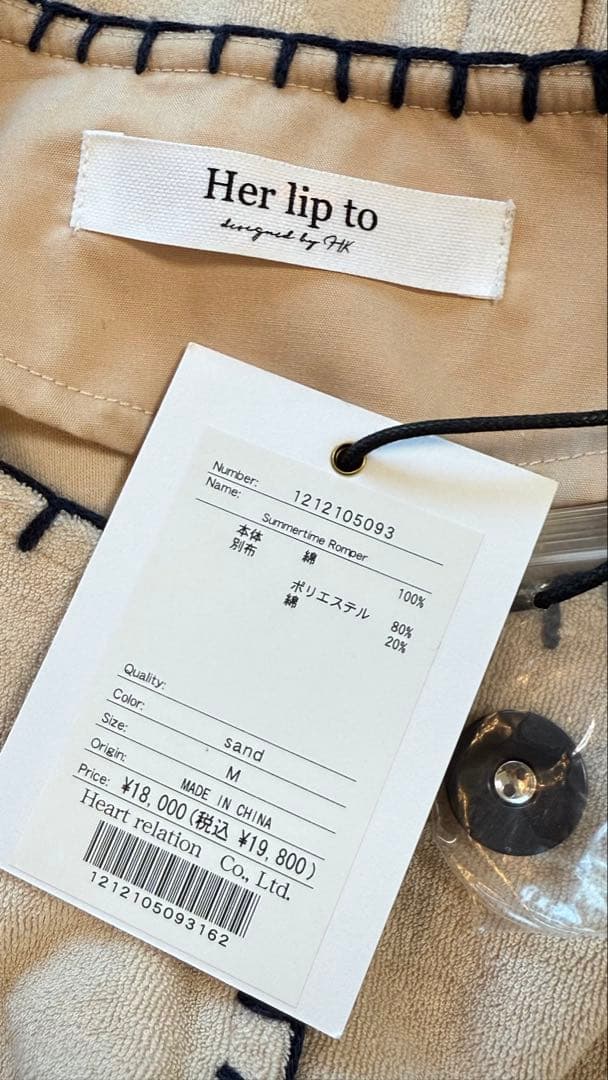 Her lip to
designed by HK
Number: 1212105093
Name: Summertime Romper
本体 綿 100%
別布
ポリエステル 80%
綿 20%
Quality:
Color: sand
Size: M
Origin: MADE IN CHINA
Price: ¥18,000(税込 ¥19,800)
Heart relation Co., Ltd.
1212105093162